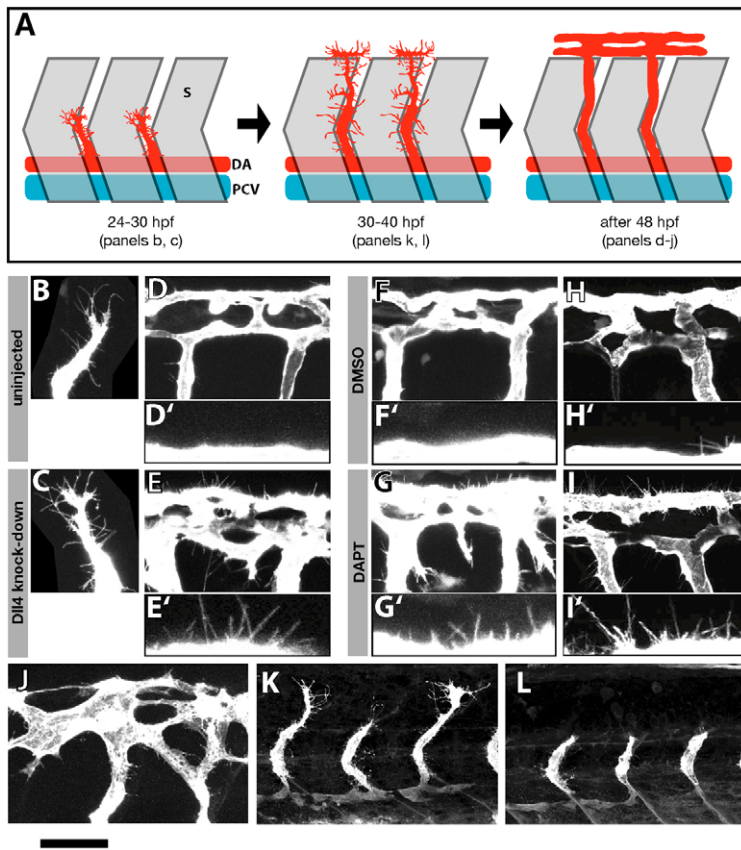 A
S
DA
PCV
24-30 hpf
(panels b, c)
30-40 hpf
(panels k, l)
after 48 hpf
(panels d-j)
uninjected
B
D
D'
DMSO
F
H
F'
H'
Dll4 knock-down
C
E
E'
DAPT
G
I
G'
I'
J
K
L